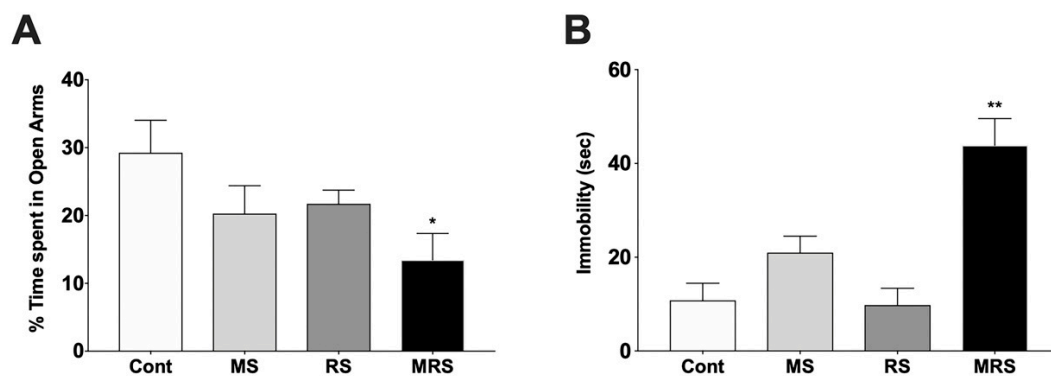 A
% Time spent in Open Arms
40
30
20
10
0
*
Cont MS RS MRS
B
Immobility (sec)
60
40
20
0
**
Cont MS RS MRS